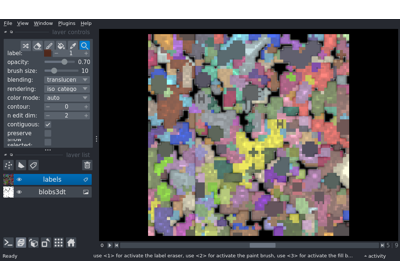 File View Window Plugins Help
layer controls
label: 1
opacity: 0.70
brush size: 10
blending: translucen
rendering: iso_catego
color mode: auto
contour: 0
n edit dim: 2
contiguous:
preserve
show
selected:
layer list
labels
blobs3dt
Ready
use <1> for activate the label eraser, use <2> for activate the paint brush, use <3> for activate the fill b...
activity